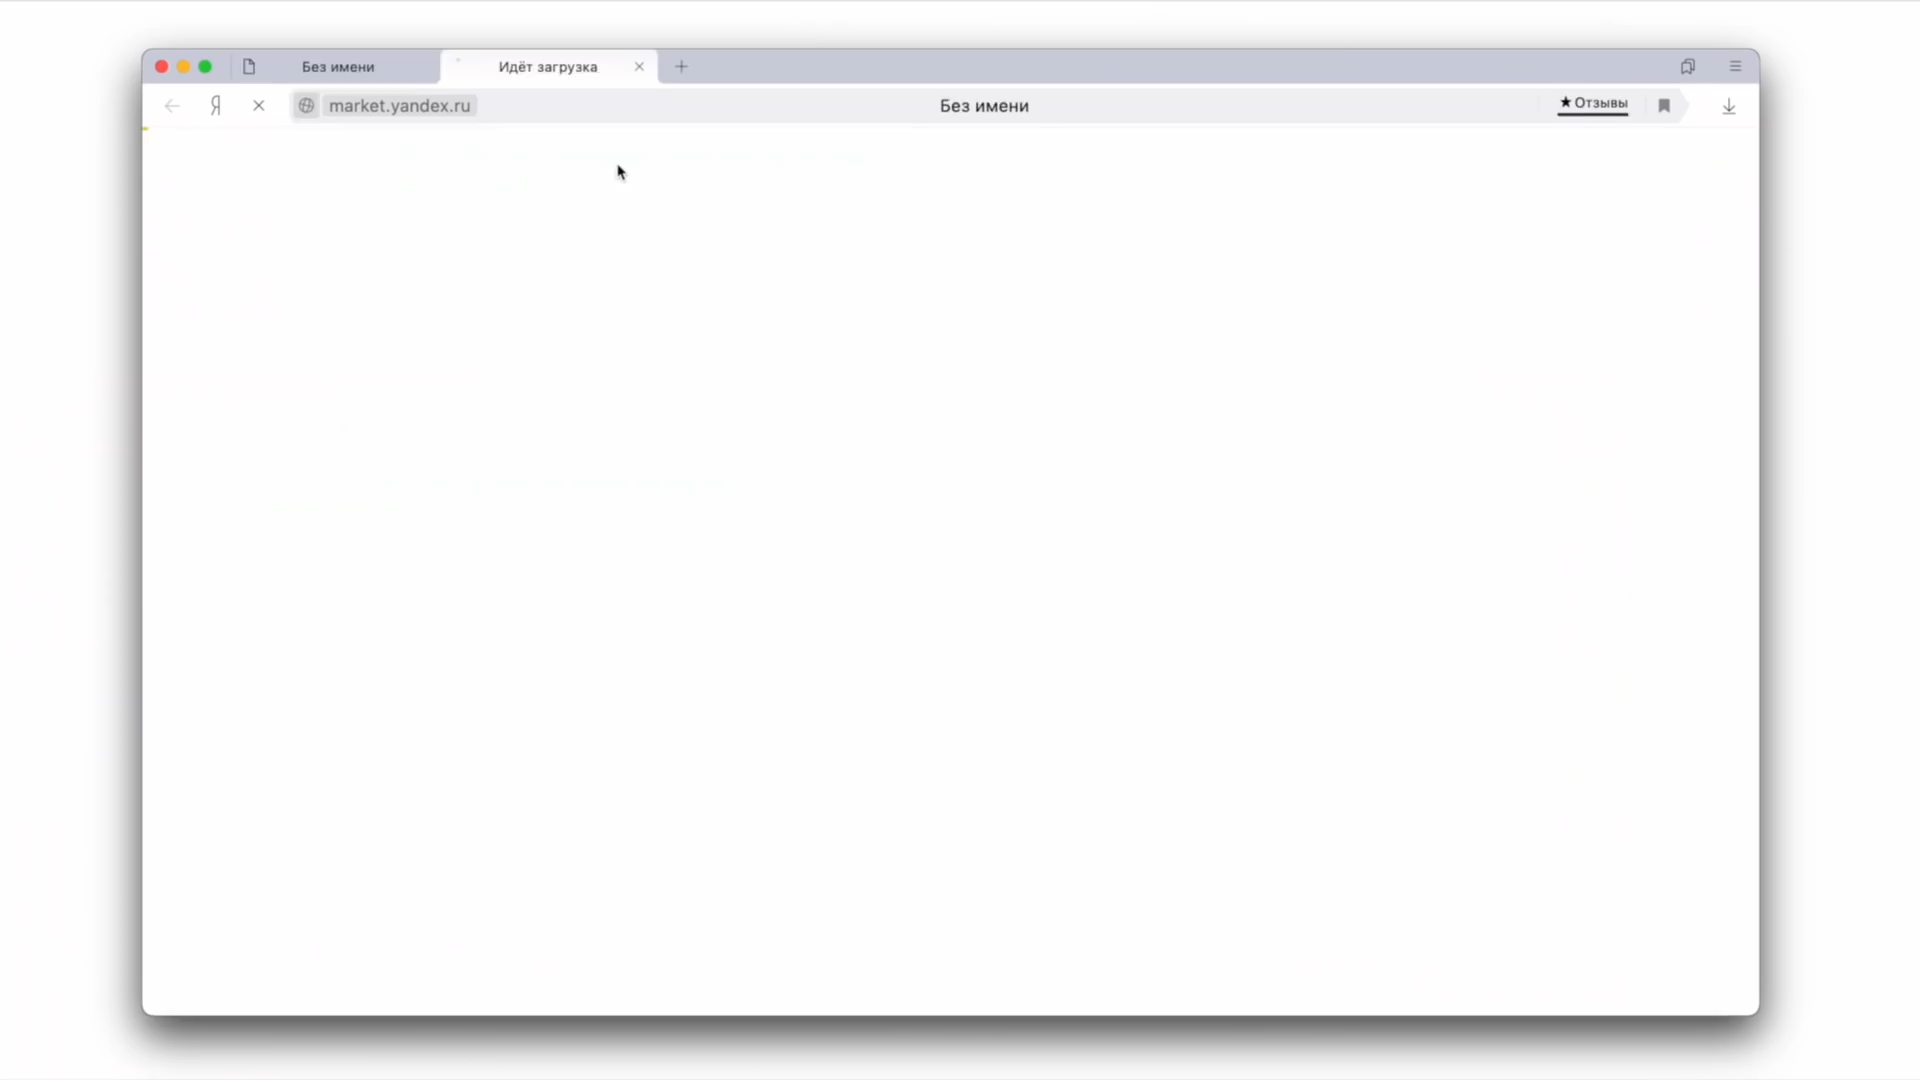 Без имени
Идёт загрузка
Я
market.yandex.ru
Без имени
★ Отзывы